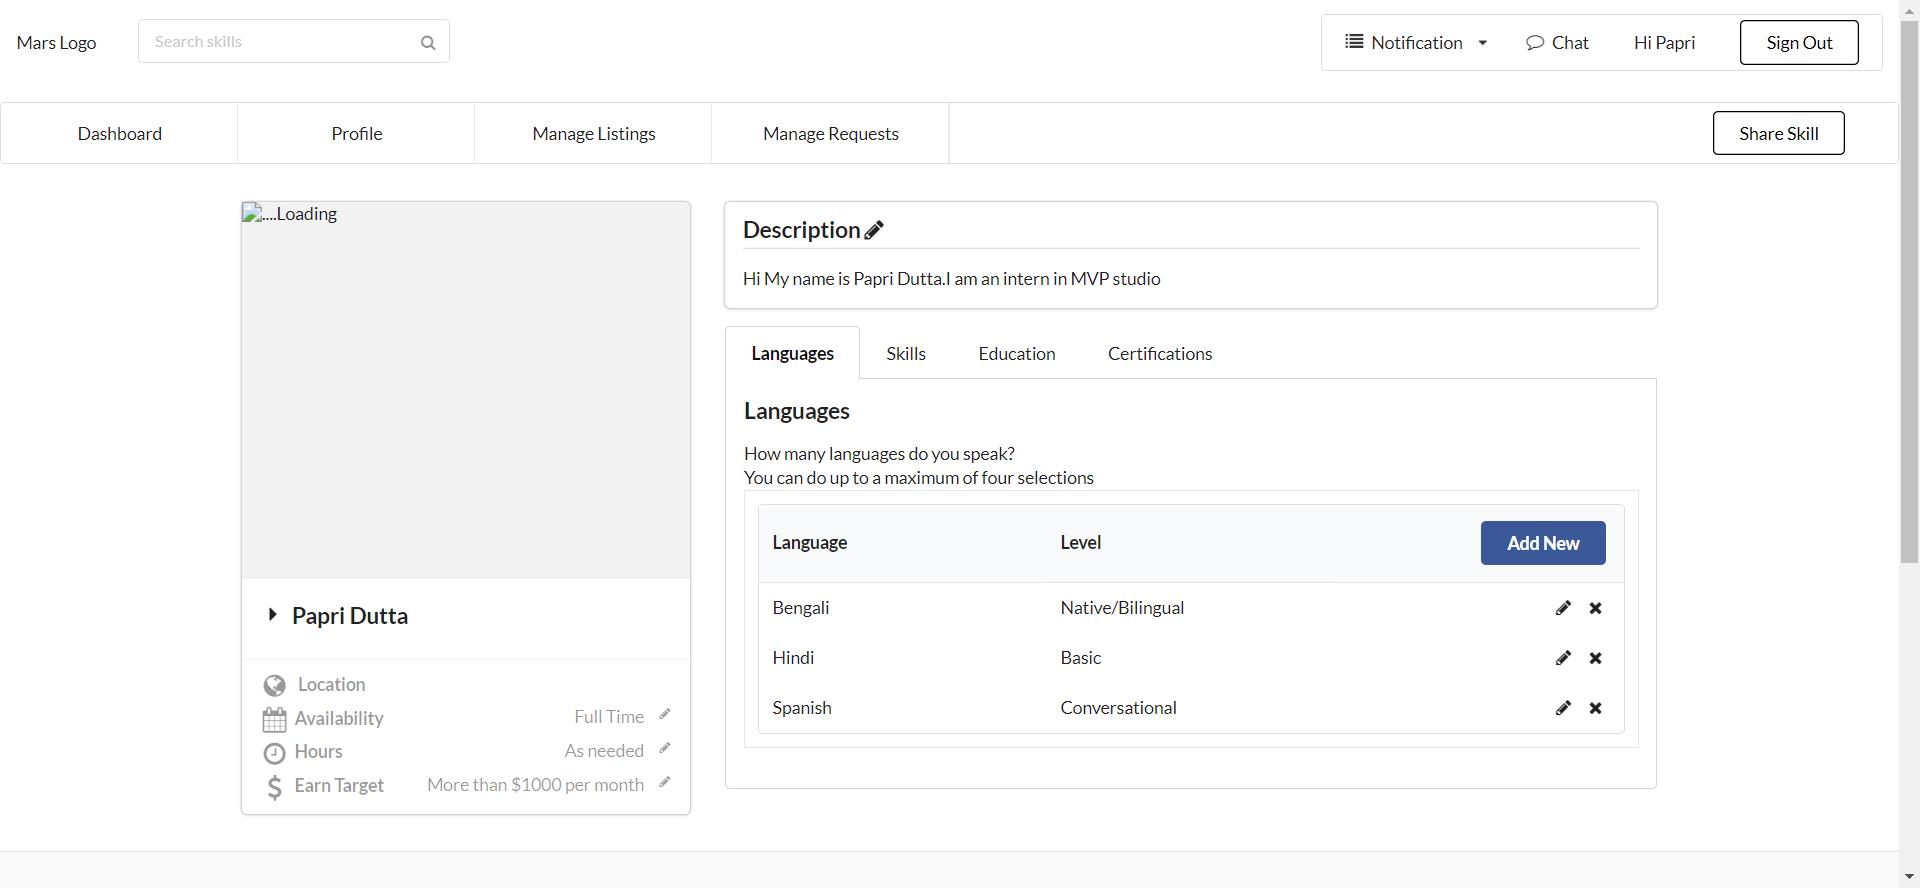 Mars Logo
Search skills
Notification
Chat
Hi Papri
Sign Out
Dashboard
Profile
Manage Listings
Manage Requests
Share Skill
....Loading
Papri Dutta
Location
Availability Full Time
Hours As needed
Earn Target More than $1000 per month
Description
Hi My name is Papri Dutta.I am an intern in MVP studio
Languages Skills Education Certifications
Languages
How many languages do you speak?
You can do up to a maximum of four selections
Language Level Add New
Bengali Native/Bilingual
Hindi Basic
Spanish Conversational